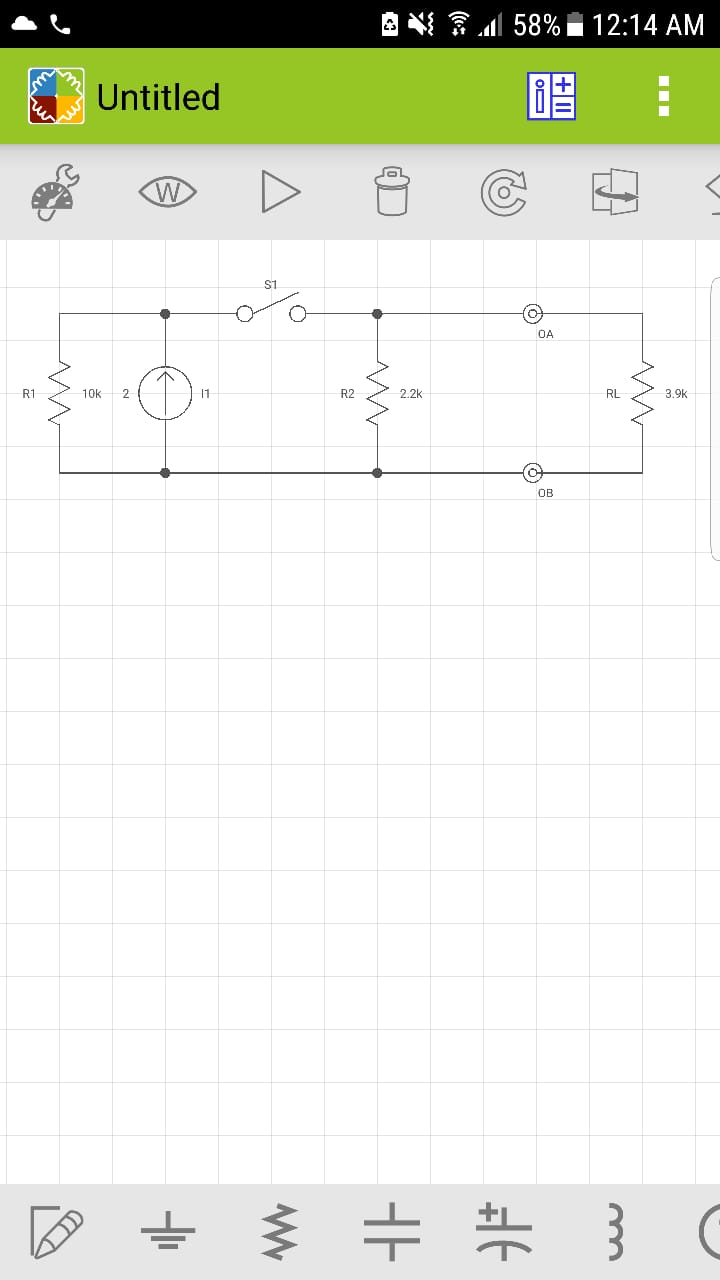 58% 12:14 AM
Untitled
W
S1
OA
R1 10k 2 I1 R2 2.2k RL 3.9k
OB